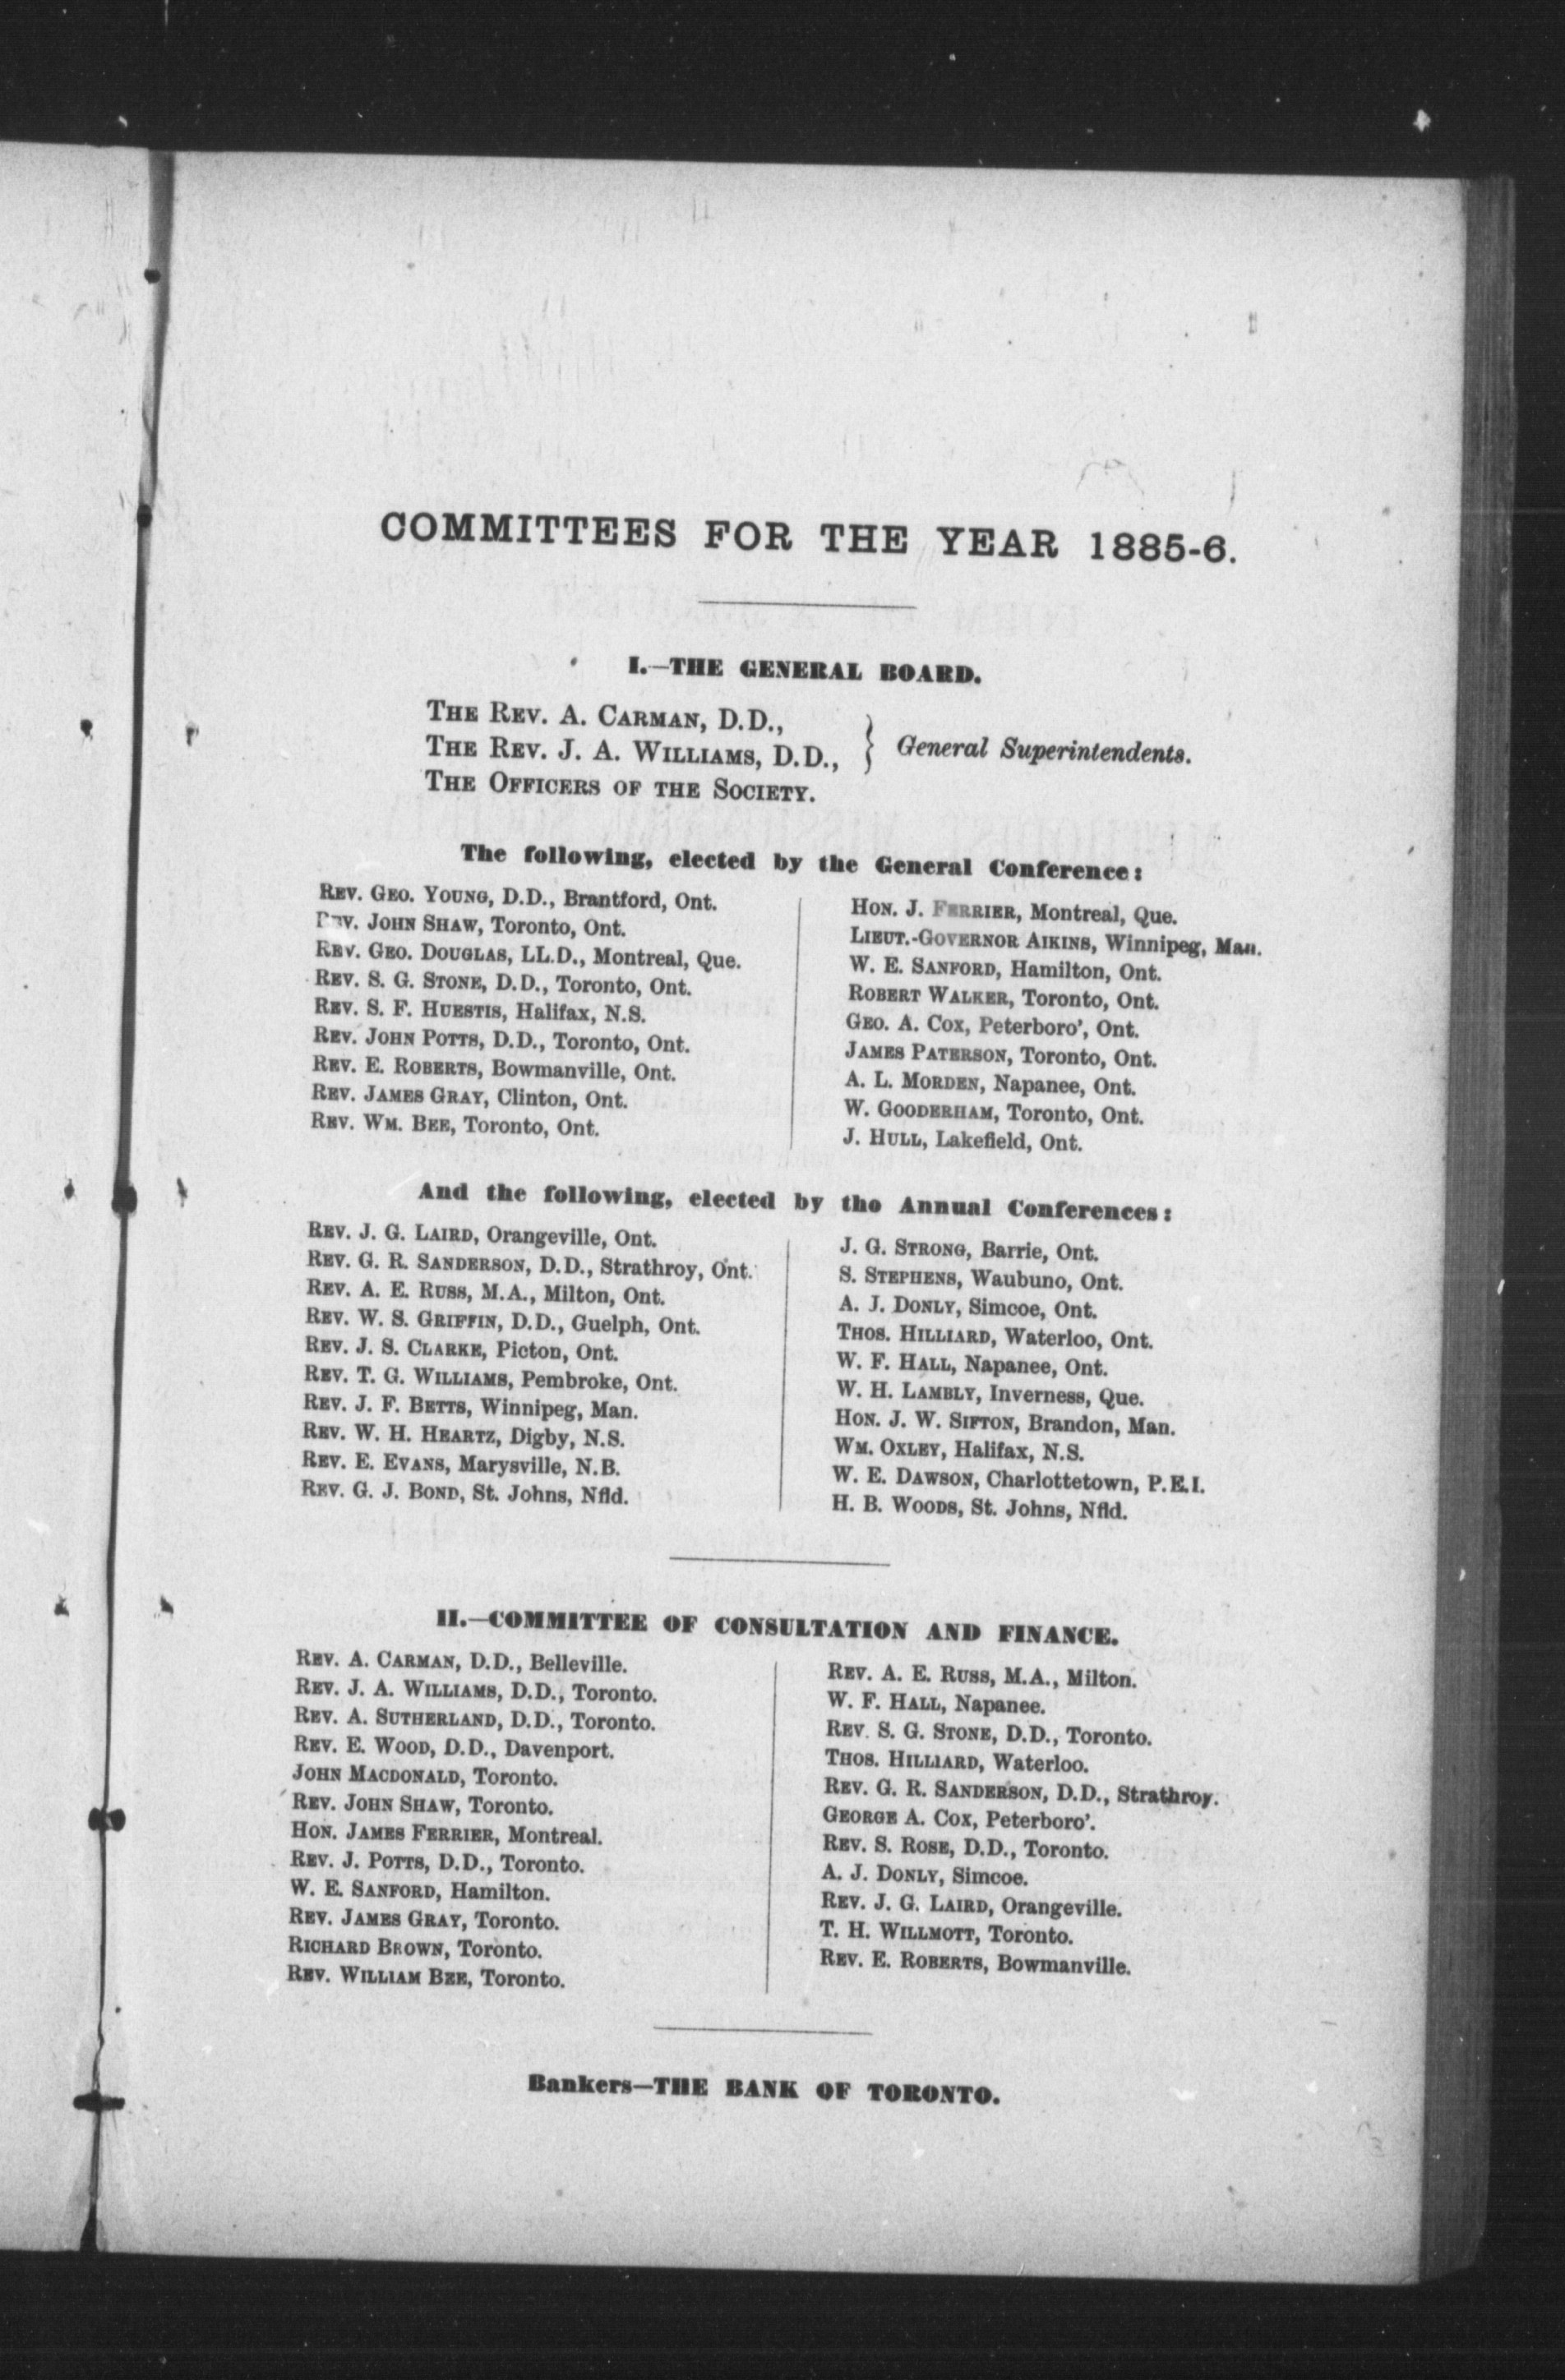 COMMITTEES FOR THE YEAR 1885-6.
I.—THE GENERAL BOARD.
THE REV. A. CARMAN, D.D.,
THE REV. J. A. WILLIAMS, D.D., } General Superintendents.
THE OFFICERS OF THE SOCIETY.
The following, elected by the General Conference:
REV. GEO. YOUNG, D.D., Brantford, Ont.
REV. JOHN SHAW, Toronto, Ont.
REV. GEO. DOUGLAS, LL.D., Montreal, Que.
REV. S. G. STONE, D.D., Toronto, Ont.
REV. S. F. HUESTIS, Halifax, N.S.
REV. JOHN POTTS, D.D., Toronto, Ont.
REV. E. ROBERTS, Bowmanville, Ont.
REV. JAMES GRAY, Clinton, Ont.
REV. WM. BEE, Toronto, Ont.
HON. J. FERRIER, Montreal, Que.
LIEUT.-GOVERNOR AIKINS, Winnipeg, Man.
W. E. SANFORD, Hamilton, Ont.
ROBERT WALKER, Toronto, Ont.
GEO. A. COX, Peterboro', Ont.
JAMES PATERSON, Toronto, Ont.
A. L. MORDEN, Napanee, Ont.
W. GOODERHAM, Toronto, Ont.
J. HULL, Lakefield, Ont.
And the following, elected by the Annual Conferences:
REV. J. G. LAIRD, Orangeville, Ont.
REV. G. R. SANDERSON, D.D., Strathroy, Ont.
REV. A. E. RUSS, M.A., Milton, Ont.
REV. W. S. GRIFFIN, D.D., Guelph, Ont.
REV. J. S. CLARKE, Picton, Ont.
REV. T. G. WILLIAMS, Pembroke, Ont.
REV. J. F. BETTS, Winnipeg, Man.
REV. W. H. HEARTZ, Digby, N.S.
REV. E. EVANS, Marysville, N.B.
REV. G. J. BOND, St. Johns, Nfld.
J. G. STRONG, Barrie, Ont.
S. STEPHENS, Waubuno, Ont.
A. J. DONLY, Simcoe, Ont.
THOS. HILLIARD, Waterloo, Ont.
W. F. HALL, Napanee, Ont.
W. H. LAMBLY, Inverness, Que.
HON. J. W. SIFTON, Brandon, Man.
WM. OXLEY, Halifax, N.S.
W. E. DAWSON, Charlottetown, P.E.I.
H. B. WOODS, St. Johns, Nfld.
II.—COMMITTEE OF CONSULTATION AND FINANCE.
REV. A. CARMAN, D.D., Belleville.
REV. J. A. WILLIAMS, D.D., Toronto.
REV. A. SUTHERLAND, D.D., Toronto.
REV. E. WOOD, D.D., Davenport.
JOHN MACDONALD, Toronto.
REV. JOHN SHAW, Toronto.
HON. JAMES FERRIER, Montreal.
REV. J. POTTS, D.D., Toronto.
W. E. SANFORD, Hamilton.
REV. JAMES GRAY, Toronto.
RICHARD BROWN, Toronto.
REV. WILLIAM BEE, Toronto.
REV. A. E. RUSS, M.A., Milton.
W. F. HALL, Napanee.
REV. S. G. STONE, D.D., Toronto.
THOS. HILLIARD, Waterloo.
REV. G. R. SANDERSON, D.D., Strathroy.
GEORGE A. COX, Peterboro'.
REV. S. ROSE, D.D., Toronto.
A. J. DONLY, Simcoe.
REV. J. G. LAIRD, Orangeville.
T. H. WILLMOTT, Toronto.
REV. E. ROBERTS, Bowmanville.
Bankers—THE BANK OF TORONTO.